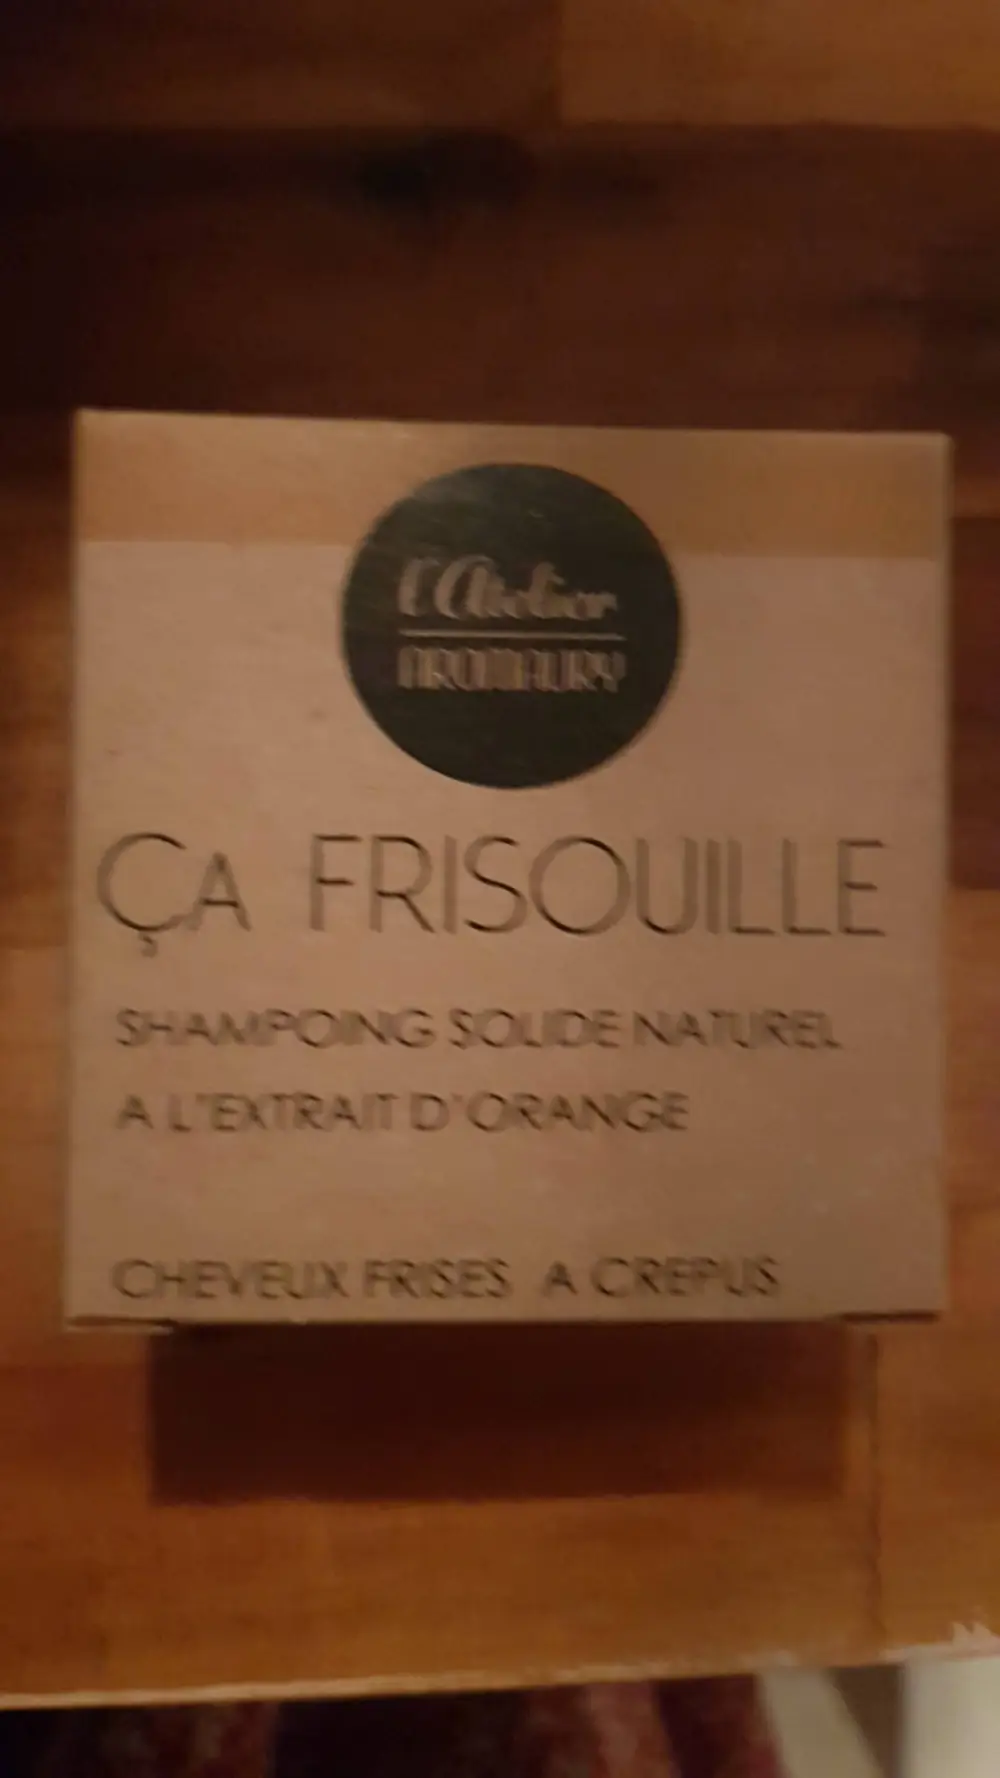 l'Atelier
AROMAURY
ÇA FRISOUILLE
SHAMPOING SOLIDE NATUREL
A L'EXTRAIT D'ORANGE
CHEVEUX FRISES A CREPUS